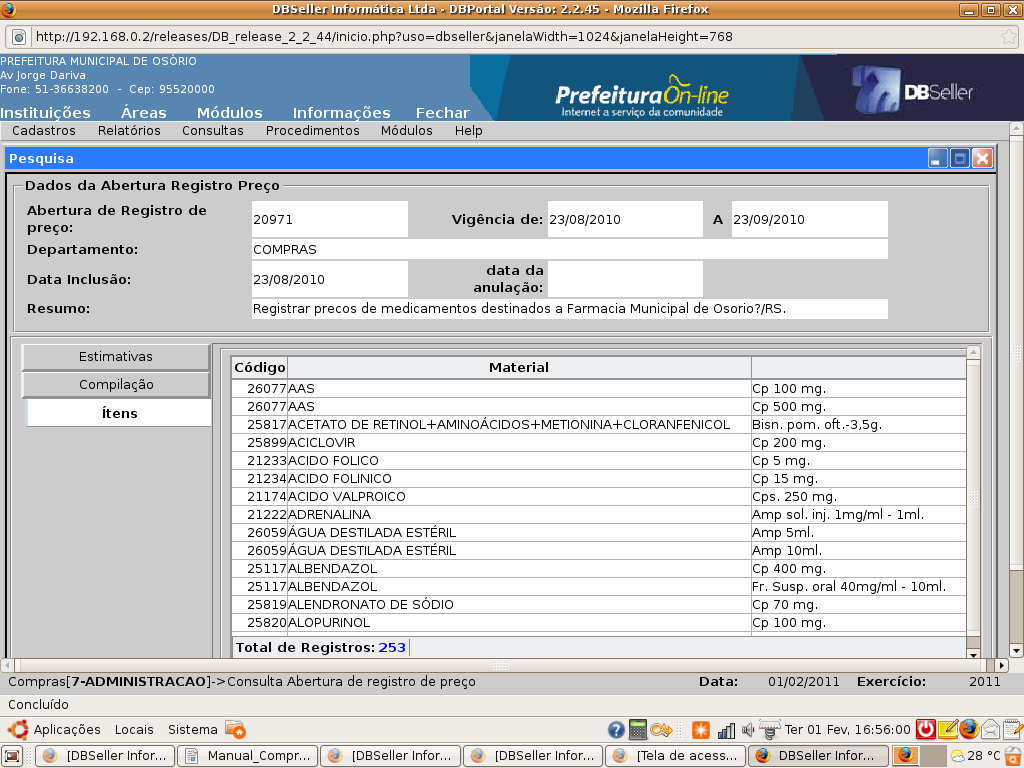 DBSeller Informática Ltda - DBPortal Versão: 2.2.45 - Mozilla Firefox
http://192.168.0.2/releases/DB_release_2_2_44/inicio.php?uso=dbseller&janelaWidth=1024&janelaHeight=768
PREFEITURA MUNICIPAL DE OSÓRIO
Av Jorge Dariva
Fone: 51-36638200 - Cep: 95520000
PrefeituraOn-line
Internet a serviço da comunidade
DBSeller
Instituições Áreas Módulos Informações Fechar
Cadastros Relatórios Consultas Procedimentos Módulos Help
Pesquisa
Dados da Abertura Registro Preço
Abertura de Registro de preço: 20971 Vigência de: 23/08/2010 A 23/09/2010
Departamento: COMPRAS
Data Inclusão: 23/08/2010 data da anulação:
Resumo: Registrar precos de medicamentos destinados a Farmacia Municipal de Osorio?/RS.
Estimativas
Compilação
Ítens
Código Material
26077 AAS Cp 100 mg.
26077 AAS Cp 500 mg.
25817 ACETATO DE RETINOL+AMINOÁCIDOS+METIONINA+CLORANFENICOL Bisn. pom. oft.-3,5g.
25899 ACICLOVIR Cp 200 mg.
21233 ACIDO FOLICO Cp 5 mg.
21234 ACIDO FOLINICO Cp 15 mg.
21174 ACIDO VALPROICO Cps. 250 mg.
21222 ADRENALINA Amp sol. inj. 1mg/ml - 1ml.
26059 ÁGUA DESTILADA ESTÉRIL Amp 5ml.
26059 ÁGUA DESTILADA ESTÉRIL Amp 10ml.
25117 ALBENDAZOL Cp 400 mg.
25117 ALBENDAZOL Fr. Susp. oral 40mg/ml - 10ml.
25819 ALENDRONATO DE SÓDIO Cp 70 mg.
25820 ALOPURINOL Cp 100 mg.
Total de Registros: 253
Compras[7-ADMINISTRACAO]->Consulta Abertura de registro de preço Data: 01/02/2011 Exercício: 2011
Concluído
Aplicações Locais Sistema Ter 01 Fev, 16:56:00
[DBSeller Infor... Manual_Compr... [DBSeller Infor... [DBSeller Infor... [Tela de acess... DBSeller Infor... 28 °C